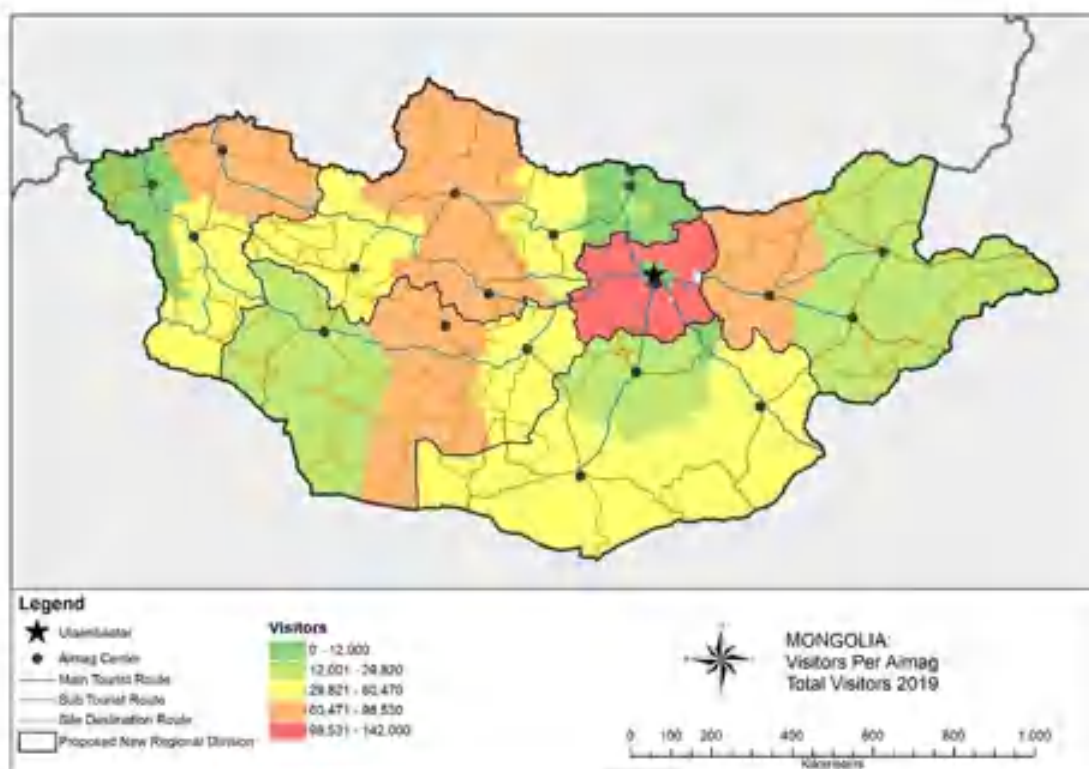 Legend
Ulaanbaatar
Aimag Center
Main Tourist Route
Sub Tourist Route
Site Destination Route
Proposed New Regional Division
Visitors
0 - 12,000
12,001 - 29,820
29,821 - 60,470
60,471 - 98,530
98,531 - 142,000
MONGOLIA:
Visitors Per Aimag
Total Visitors 2019
0 100 200 400 600 800 1 000
Kilometers